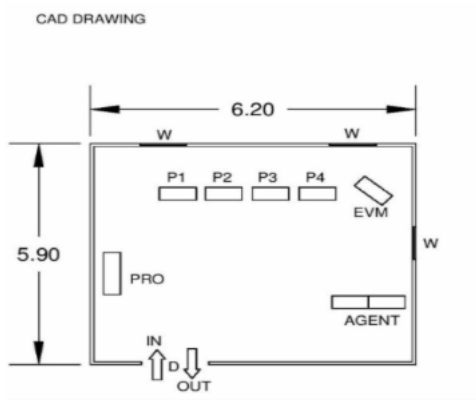 CAD DRAWING
6.20
W W
P1 P2 P3 P4
EVM
W
5.90
PRO
AGENT
IN
D
OUT